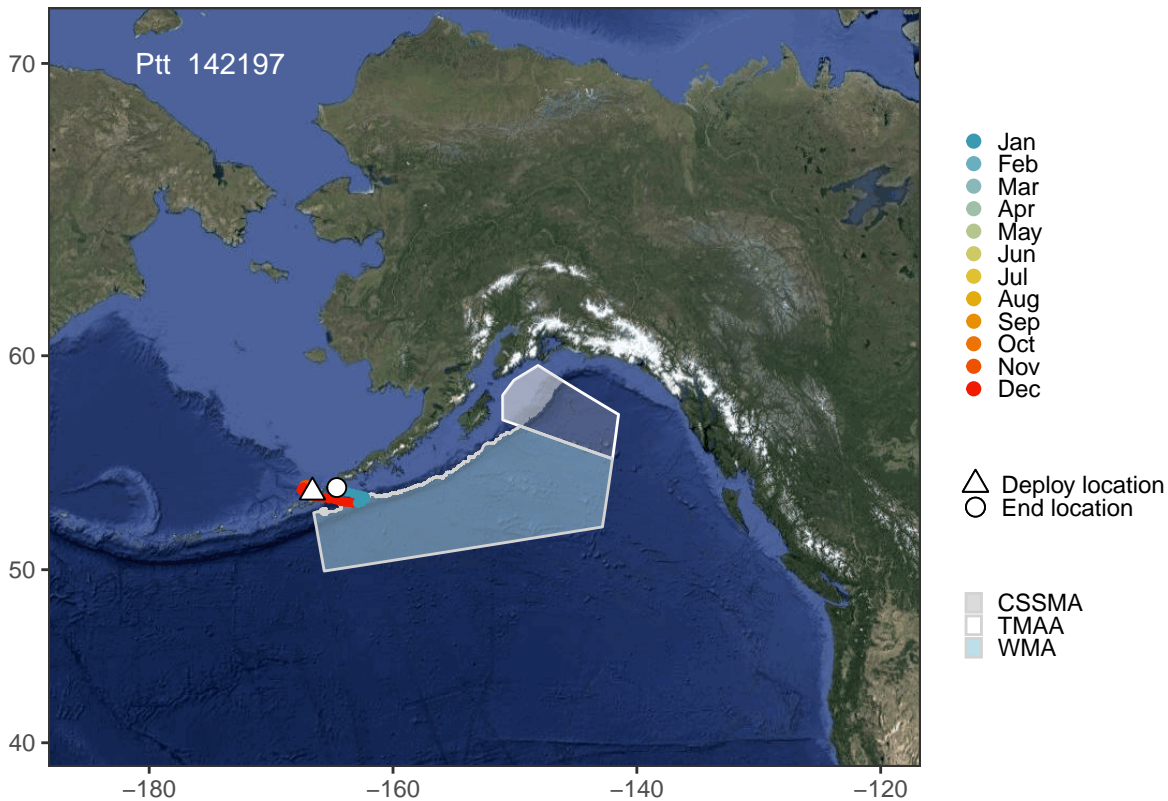 Ptt 142197
70
60
50
40
−180
−160
−140
−120
Jan
Feb
Mar
Apr
May
Jun
Jul
Aug
Sep
Oct
Nov
Dec
Deploy location
End location
CSSMA
TMAA
WMA